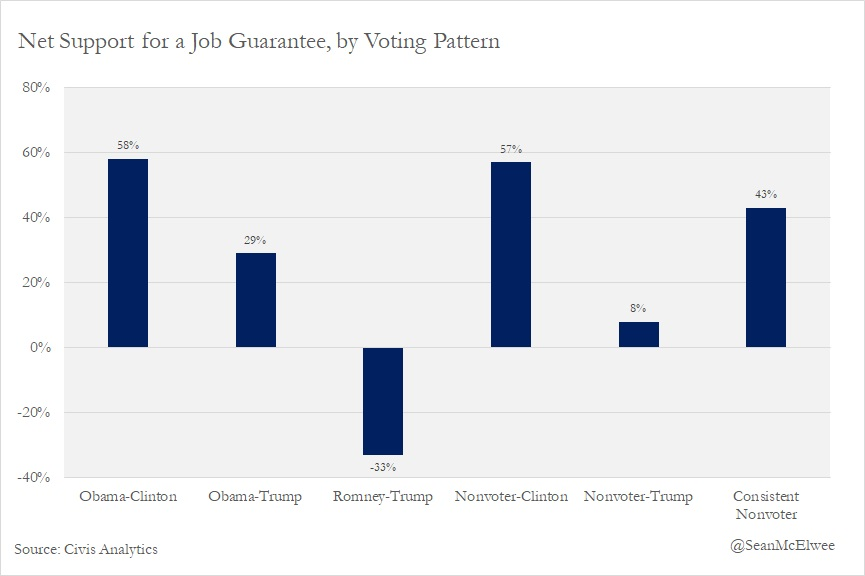 Net Support for a Job Guarantee, by Voting Pattern
80%
60%
40%
20%
0%
-20%
-40%
58%
29%
-33%
57%
8%
43%
Obama-Clinton
Obama-Trump
Romney-Trump
Nonvoter-Clinton
Nonvoter-Trump
Consistent
Nonvoter
Source: Civis Analytics
@SeanMcElwee